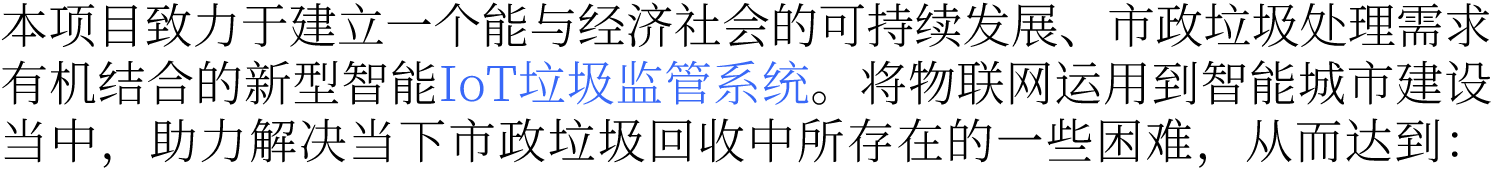 本项目致力于建立一个能与经济社会的可持续发展、市政垃圾处理需求
有机结合的新型智能IoT垃圾监管系统。将物联网运用到智能城市建设
当中，助力解决当下市政垃圾回收中所存在的一些困难，从而达到：